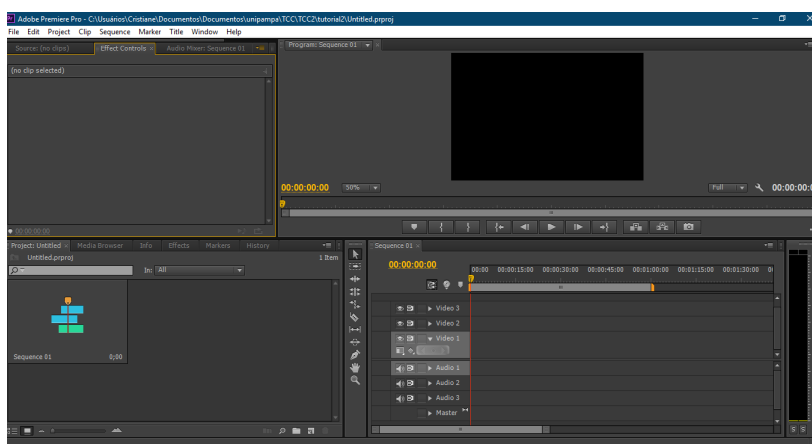 Adobe Premiere Pro - C:\Usuários\Cristiane\Documentos\Documentos\unipampa\TCC\TCC2\tutorial2\Untitled.prproj
File Edit Project Clip Sequence Marker Title Window Help
Source: (no clips) Effect Controls Audio Mixer: Sequence 01
Program: Sequence 01
(no clip selected)
00:00:00:00 50% Full 00:00:00:0
00:00:00:00
Project: Untitled Media Browser Info Effects Markers History
Untitled.prproj 1 Item
In: All
Sequence 01 0;00
Sequence 01
00:00:00:00
00:00 00:00:15:00 00:00:30:00 00:00:45:00 00:01:00:00 00:01:15:00 00:01:30:00 0
Video 3
Video 2
Video 1
Audio 1
Audio 2
Audio 3
Master
S S